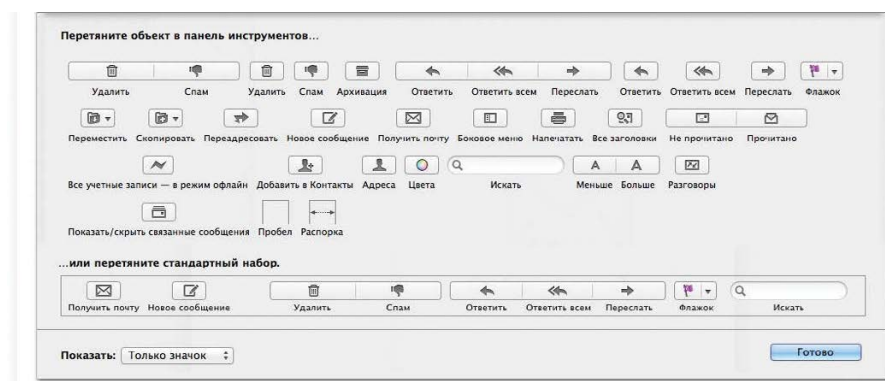 Перетяните объект в панель инструментов...
Удалить Спам Удалить Спам Архивация Ответить Ответить всем Переслать Ответить Ответить всем Переслать Флажок
Переместить Скопировать Переадресовать Новое сообщение Получить почту Боковое меню Напечатать Все заголовки Не прочитано Прочитано
A A
Все учетные записи — в режим офлайн Добавить в Контакты Адреса Цвета Искать Меньше Больше Разговоры
Показать/скрыть связанные сообщения Пробел Распорка
...или перетяните стандартный набор.
Получить почту Новое сообщение Удалить Спам Ответить Ответить всем Переслать Флажок Искать
Показать: Только значок Готово